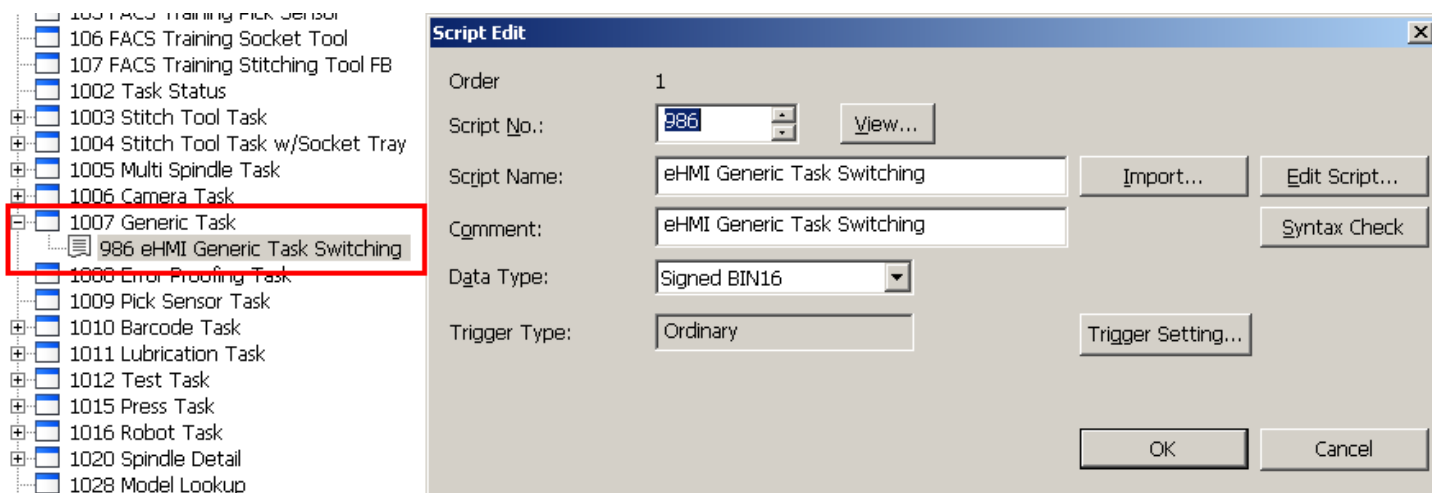 106 FACS Training Socket Tool
107 FACS Training Stitching Tool FB
1002 Task Status
1003 Stitch Tool Task
1004 Stitch Tool Task w/Socket Tray
1005 Multi Spindle Task
1006 Camera Task
1007 Generic Task
986 eHMI Generic Task Switching
1008 Error Proofing Task
1009 Pick Sensor Task
1010 Barcode Task
1011 Lubrication Task
1012 Test Task
1015 Press Task
1016 Robot Task
1020 Spindle Detail
1028 Model Lookup
Script Edit
Order 1
Script No.: 986 View...
Script Name: eHMI Generic Task Switching Import... Edit Script...
Comment: eHMI Generic Task Switching Syntax Check
Data Type: Signed BIN16
Trigger Type: Ordinary Trigger Setting...
OK Cancel